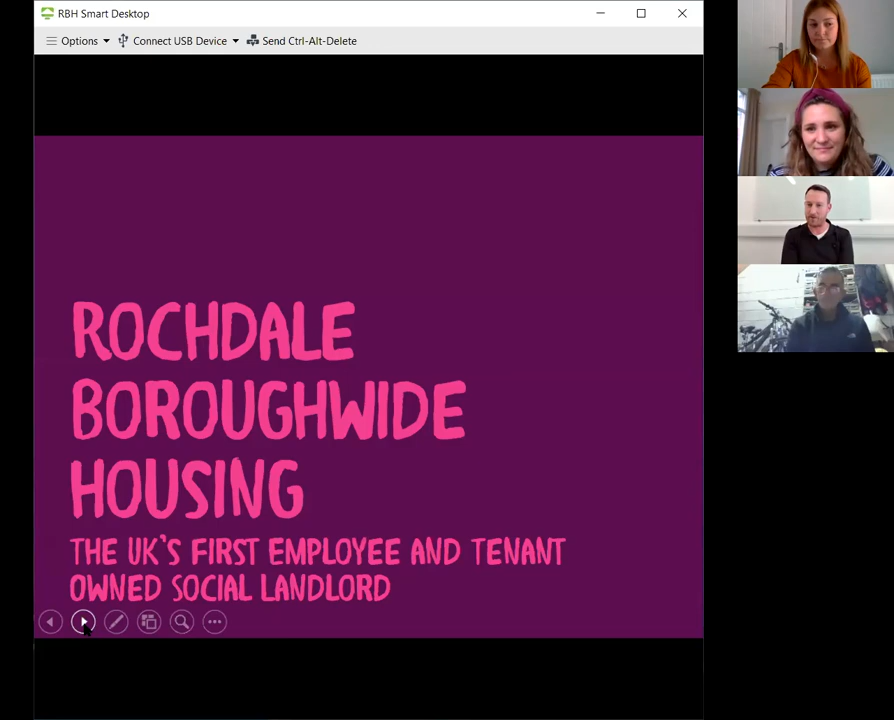 RBH Smart Desktop
Options Connect USB Device Send Ctrl-Alt-Delete
ROCHDALE
BOROUGHWIDE
HOUSING
THE UK'S FIRST EMPLOYEE AND TENANT
OWNED SOCIAL LANDLORD